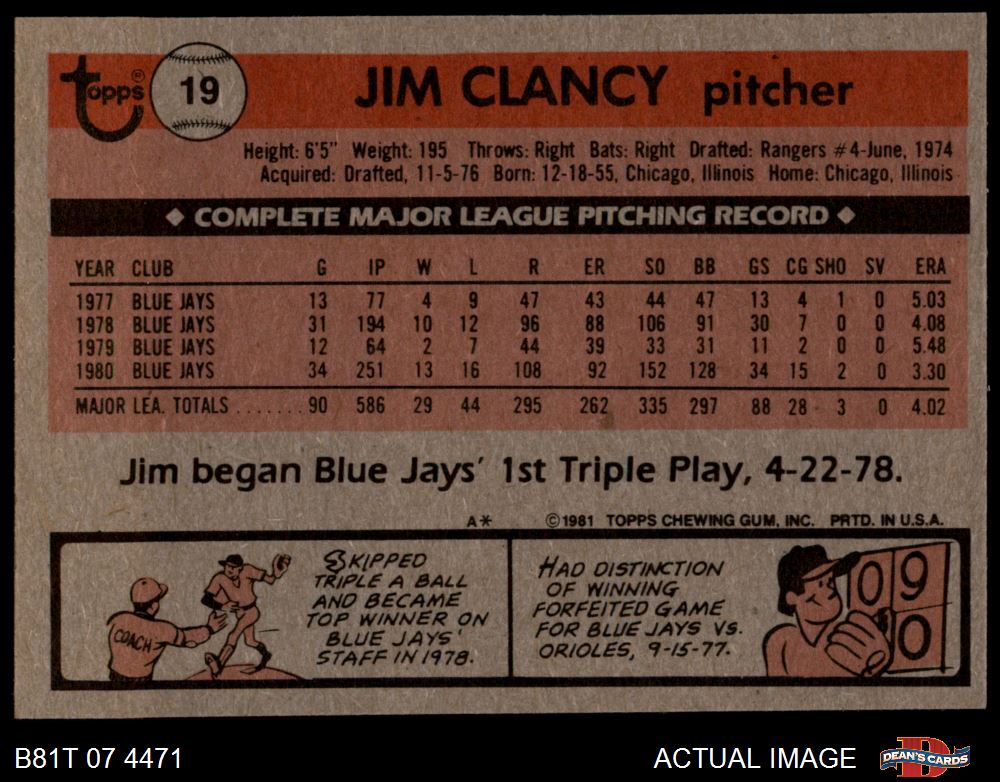 topps® 19 JIM CLANCY pitcher
Height: 6'5" Weight: 195 Throws: Right Bats: Right Drafted: Rangers #4-June, 1974
Acquired: Drafted, 11-5-76 Born: 12-18-55, Chicago, Illinois Home: Chicago, Illinois
◆ COMPLETE MAJOR LEAGUE PITCHING RECORD ◆
YEAR CLUB G IP W L R ER SO BB GS CG SHO SV ERA
1977 BLUE JAYS 13 77 4 9 47 43 44 47 13 4 1 0 5.03
1978 BLUE JAYS 31 194 10 12 96 88 106 91 30 7 0 0 4.08
1979 BLUE JAYS 12 64 2 7 44 39 33 31 11 2 0 0 5.48
1980 BLUE JAYS 34 251 13 16 108 92 152 128 34 15 2 0 3.30
MAJOR LEA. TOTALS ....... 90 586 29 44 295 262 335 297 88 28 3 0 4.02
Jim began Blue Jays' 1st Triple Play, 4-22-78.
A* ©1981 TOPPS CHEWING GUM, INC. PRTD. IN U.S.A.
COACH
SKIPPED
TRIPLE A BALL
AND BECAME
TOP WINNER ON
BLUE JAYS'
STAFF IN 1978.
HAD DISTINCTION
OF WINNING
FORFEITED GAME
FOR BLUE JAYS VS.
ORIOLES, 9-15-77.
0 9
0
B81T 07 4471 ACTUAL IMAGE DEAN'S CARDS